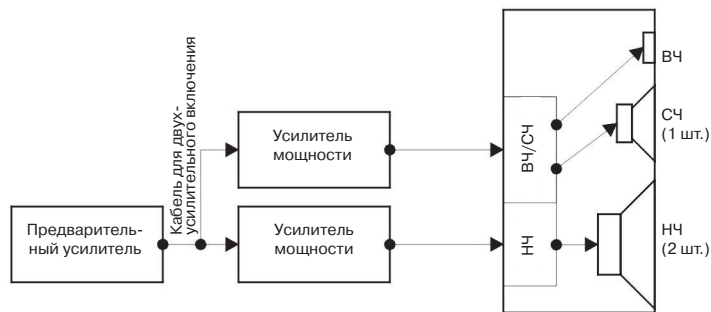 Предваритель-
ный усилитель
Кабель для двух-
усилительного включения
Усилитель
мощности
Усилитель
мощности
ВЧ/СЧ
НЧ
ВЧ
СЧ
(1 шт.)
НЧ
(2 шт.)